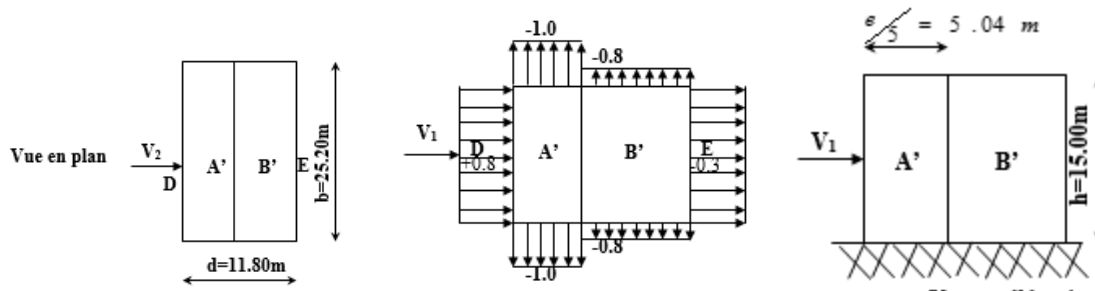 Vue en plan
V₂
D
A'
B'
E
b=25.20m
d=11.80m
-1.0
-0.8
V₁
D
+0.8
A'
B'
E
-0.3
-0.8
-1.0
e/5 = 5.04 m
V₁
A'
B'
h=15.00m